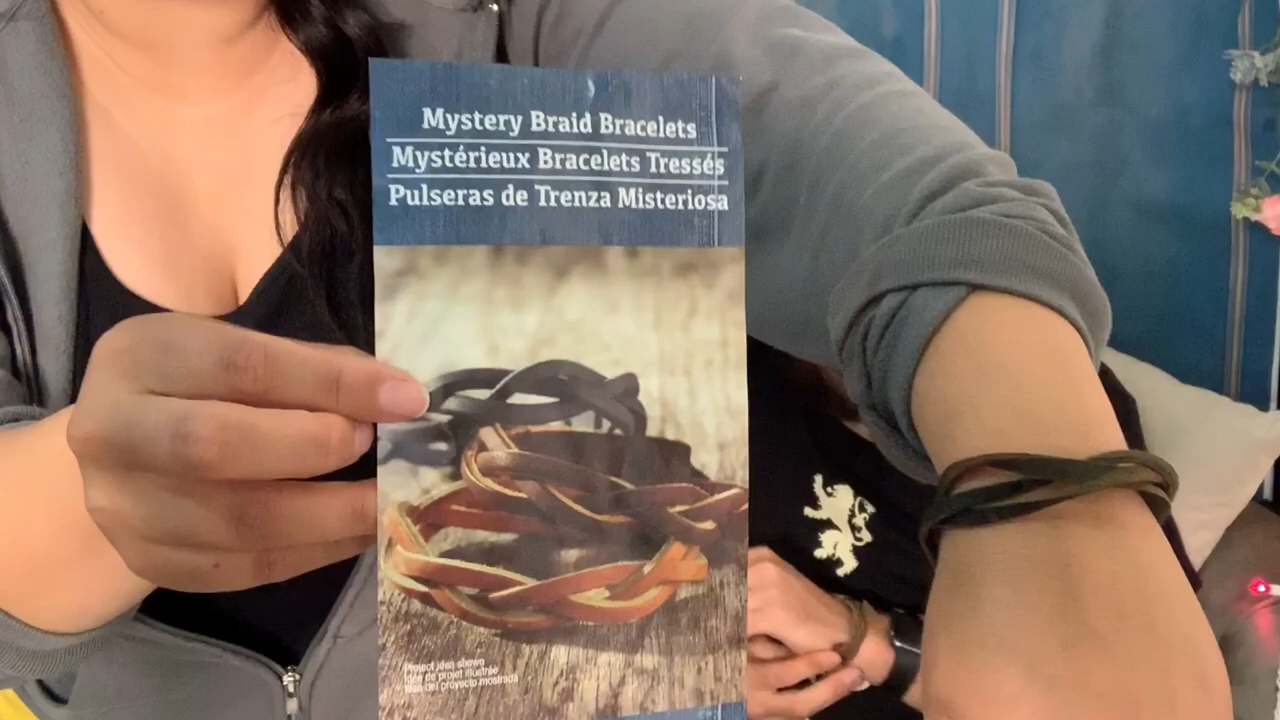 Mystery Braid Bracelets
Mystérieux Bracelets Tressés
Pulseras de Trenza Misteriosa
Project idea shown
Idée de projet illustrée
Idea del proyecto mostrada